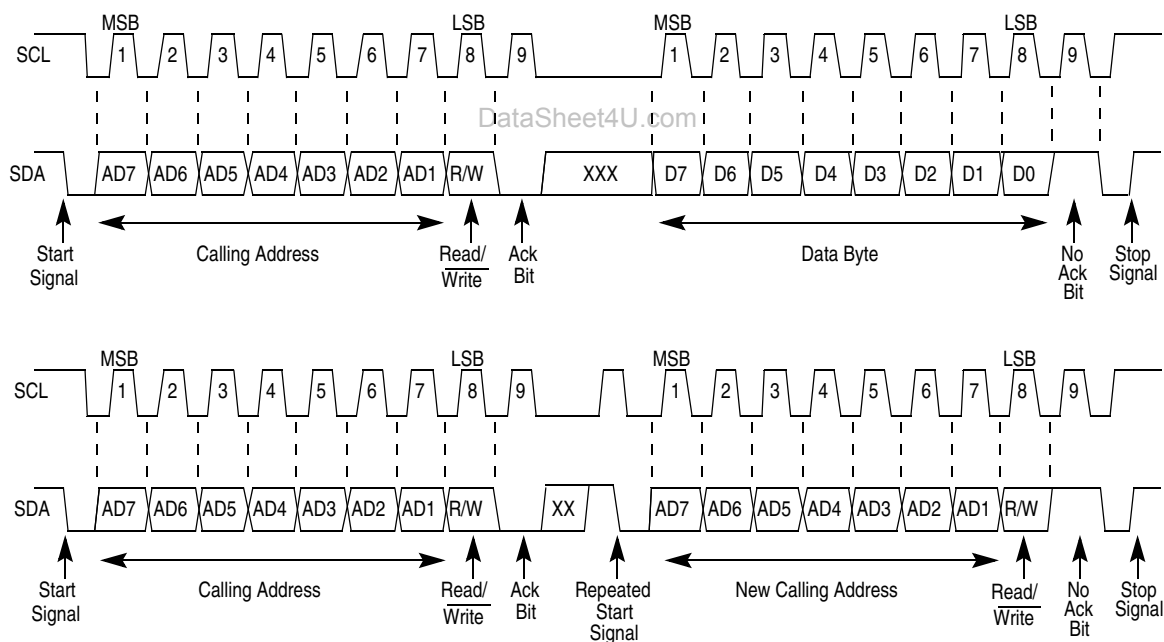 MSB LSB MSB LSB
SCL 1 2 3 4 5 6 7 8 9 1 2 3 4 5 6 7 8 9
DataSheet4U.com
SDA AD7 AD6 AD5 AD4 AD3 AD2 AD1 R/W XXX D7 D6 D5 D4 D3 D2 D1 D0
Start Signal
Calling Address
Read/ Write
Ack Bit
Data Byte
No Ack Bit
Stop Signal
MSB LSB MSB LSB
SCL 1 2 3 4 5 6 7 8 9 1 2 3 4 5 6 7 8 9
SDA AD7 AD6 AD5 AD4 AD3 AD2 AD1 R/W XX AD7 AD6 AD5 AD4 AD3 AD2 AD1 R/W
Start Signal
Calling Address
Read/ Write
Ack Bit
Repeated Start Signal
New Calling Address
Read/ Write
No Ack Bit
Stop Signal